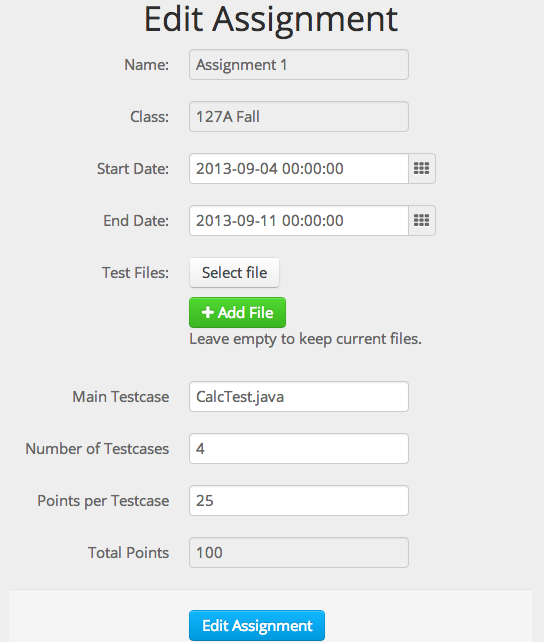 Edit Assignment
Name: Assignment 1
Class: 127A Fall
Start Date: 2013-09-04 00:00:00
End Date: 2013-09-11 00:00:00
Test Files: Select file
+ Add File
Leave empty to keep current files.
Main Testcase CalcTest.java
Number of Testcases 4
Points per Testcase 25
Total Points 100
Edit Assignment